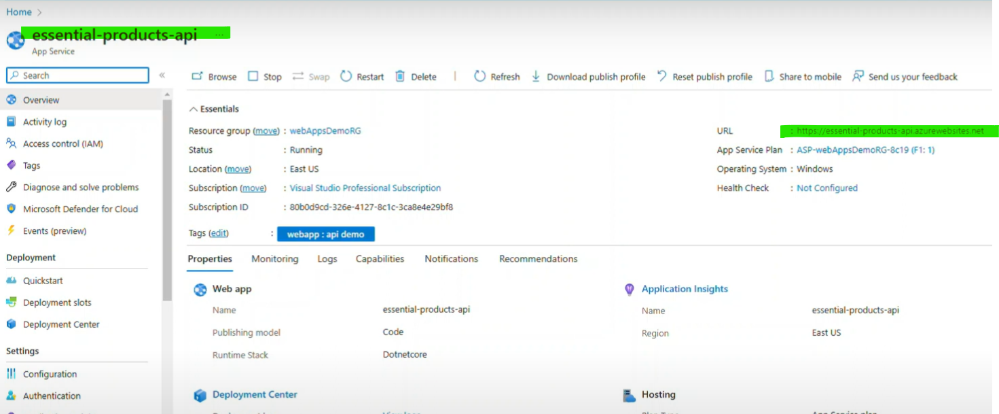 Home
essential-products-api ...
App Service
Search
«
Browse Stop Swap Restart Delete Refresh Download publish profile Reset publish profile Share to mobile Send us your feedback
Overview
Activity log
Access control (IAM)
Tags
Diagnose and solve problems
Microsoft Defender for Cloud
Events (preview)
Deployment
Quickstart
Deployment slots
Deployment Center
Settings
Configuration
Authentication
Essentials
Resource group (move) : webAppsDemoRG
Status : Running
Location (move) : East US
Subscription (move) : Visual Studio Professional Subscription
Subscription ID : 80b0d9cd-326e-4127-8c1c-3ca8e4e29bf8
URL : https://essential-products-api.azurewebsites.net
App Service Plan : ASP-webAppsDemoRG-8c19 (F1: 1)
Operating System : Windows
Health Check : Not Configured
Tags (edit) : webapp : api demo
Properties Monitoring Logs Capabilities Notifications Recommendations
Web app
Name essential-products-api
Publishing model Code
Runtime Stack Dotnetcore
Deployment Center
Application Insights
Name essential-products-api
Region East US
Hosting